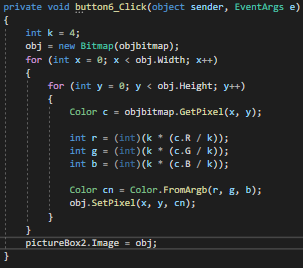 private void button6_Click(object sender, EventArgs e)
{
int k = 4;
obj = new Bitmap(objbitmap);
for (int x = 0; x < obj.Width; x++)
{
for (int y = 0; y < obj.Height; y++)
{
Color c = objbitmap.GetPixel(x, y);
int r = (int)(k * (c.R / k));
int g = (int)(k * (c.G / k));
int b = (int)(k * (c.B / k));
Color cn = Color.FromArgb(r, g, b);
obj.SetPixel(x, y, cn);
}
}
pictureBox2.Image = obj;
}